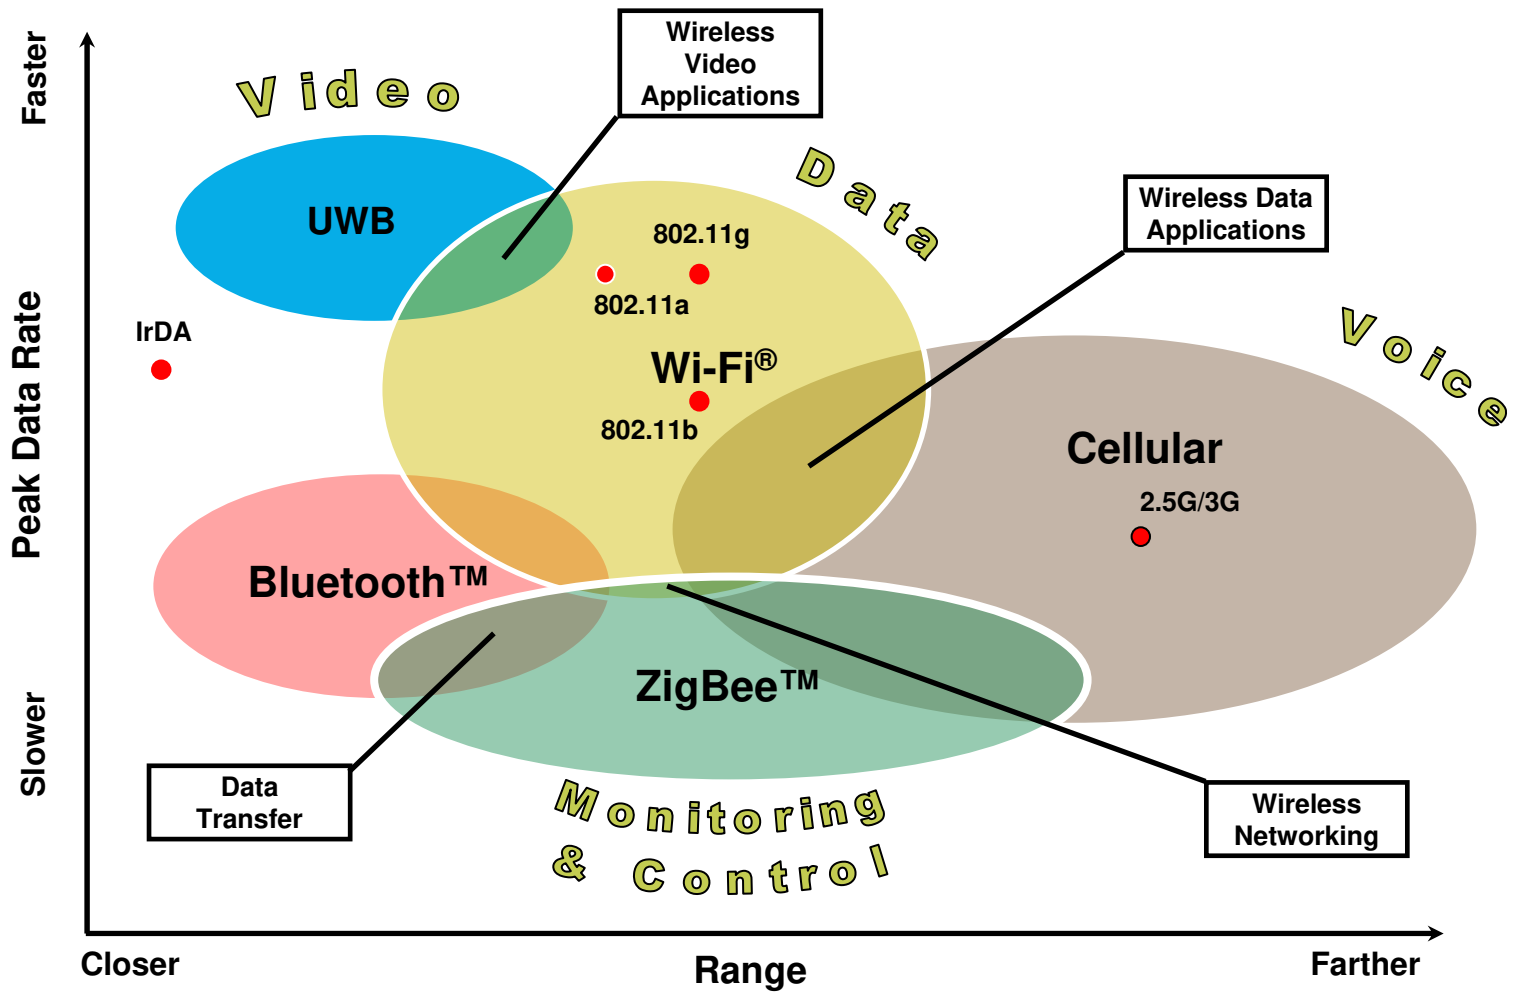 Faster
Peak Data Rate
Slower
Video
Wireless
Video
Applications
Data
UWB
Wireless Data
Applications
802.11g
802.11a
IrDA
Wi-Fi®
802.11b
Voice
Cellular
2.5G/3G
Bluetooth™
ZigBee™
Data
Transfer
Monitoring
& Control
Wireless
Networking
Closer
Range
Farther